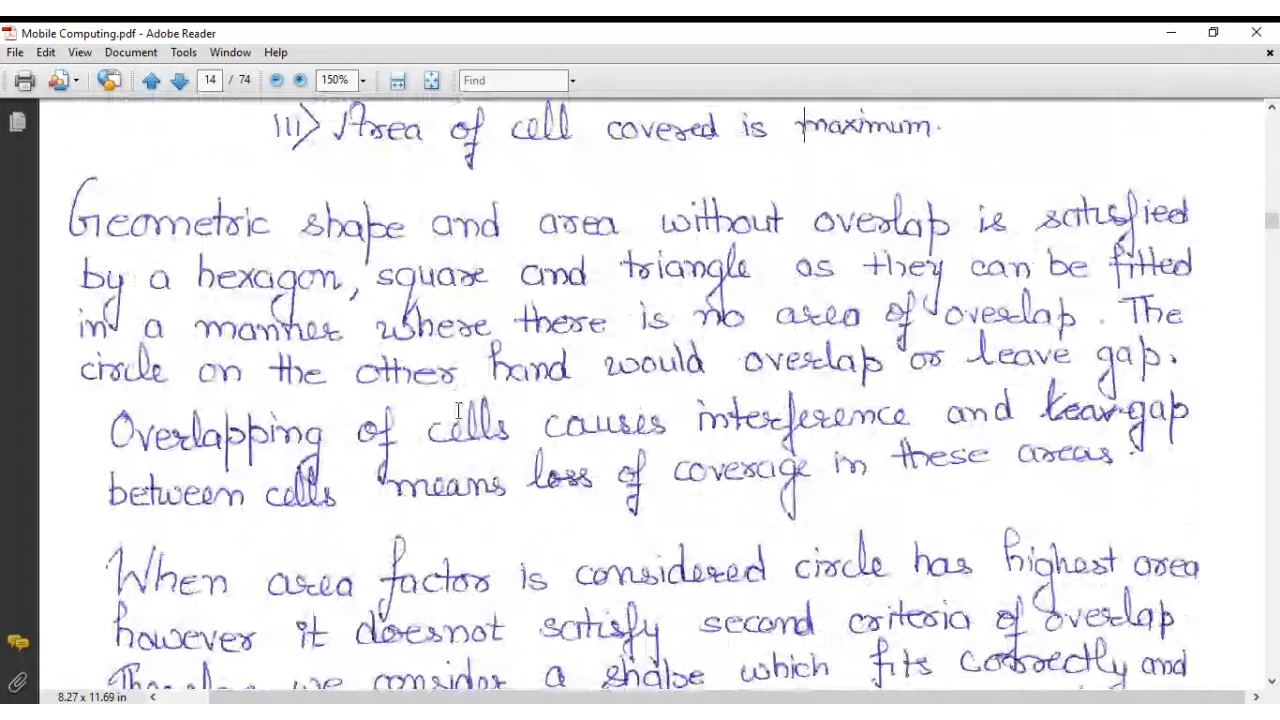 Mobile Computing.pdf - Adobe Reader
File Edit View Document Tools Window Help
14 / 74 150% Find
III> Area of cell covered is maximum.
Geometric shape and area without overlap is satisfied
by a hexagon, square and triangle as they can be fitted
in a manner where there is no area of overlap. The
circle on the other hand would overlap or leave gap.
Overlapping of cells causes interference and gap
between cells means loss of coverage in these areas.
When area factor is considered circle has highest area
however it doesnot satisfy second criteria of overlap
we consider a shape which fits correctly and
8.27 x 11.69 in